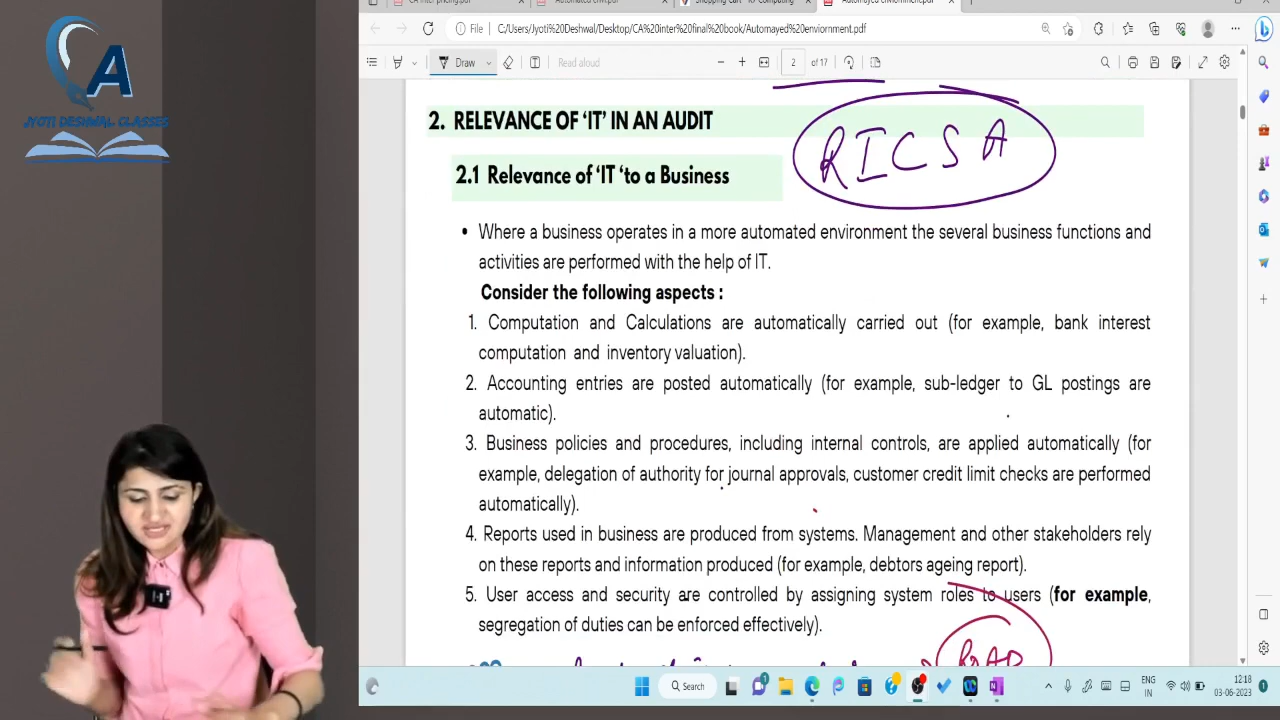 CA
JYOTI DESHWAL CLASSES
File
C:/Users/Jyoti%20Deshwal/Desktop/CA%20inter%20final%20book/Automayed%20enviornment.pdf
Draw
Read aloud
2 of 17
2. RELEVANCE OF ‘IT’ IN AN AUDIT
RICSA
2.1 Relevance of ‘IT ‘to a Business
• Where a business operates in a more automated environment the several business functions and
activities are performed with the help of IT.
Consider the following aspects :
1. Computation and Calculations are automatically carried out (for example, bank interest
computation and inventory valuation).
2. Accounting entries are posted automatically (for example, sub-ledger to GL postings are
automatic).
3. Business policies and procedures, including internal controls, are applied automatically (for
example, delegation of authority for journal approvals, customer credit limit checks are performed
automatically).
4. Reports used in business are produced from systems. Management and other stakeholders rely
on these reports and information produced (for example, debtors ageing report).
5. User access and security are controlled by assigning system roles to users (for example,
segregation of duties can be enforced effectively).
Search
ENG
IN
12:18
03-06-2023